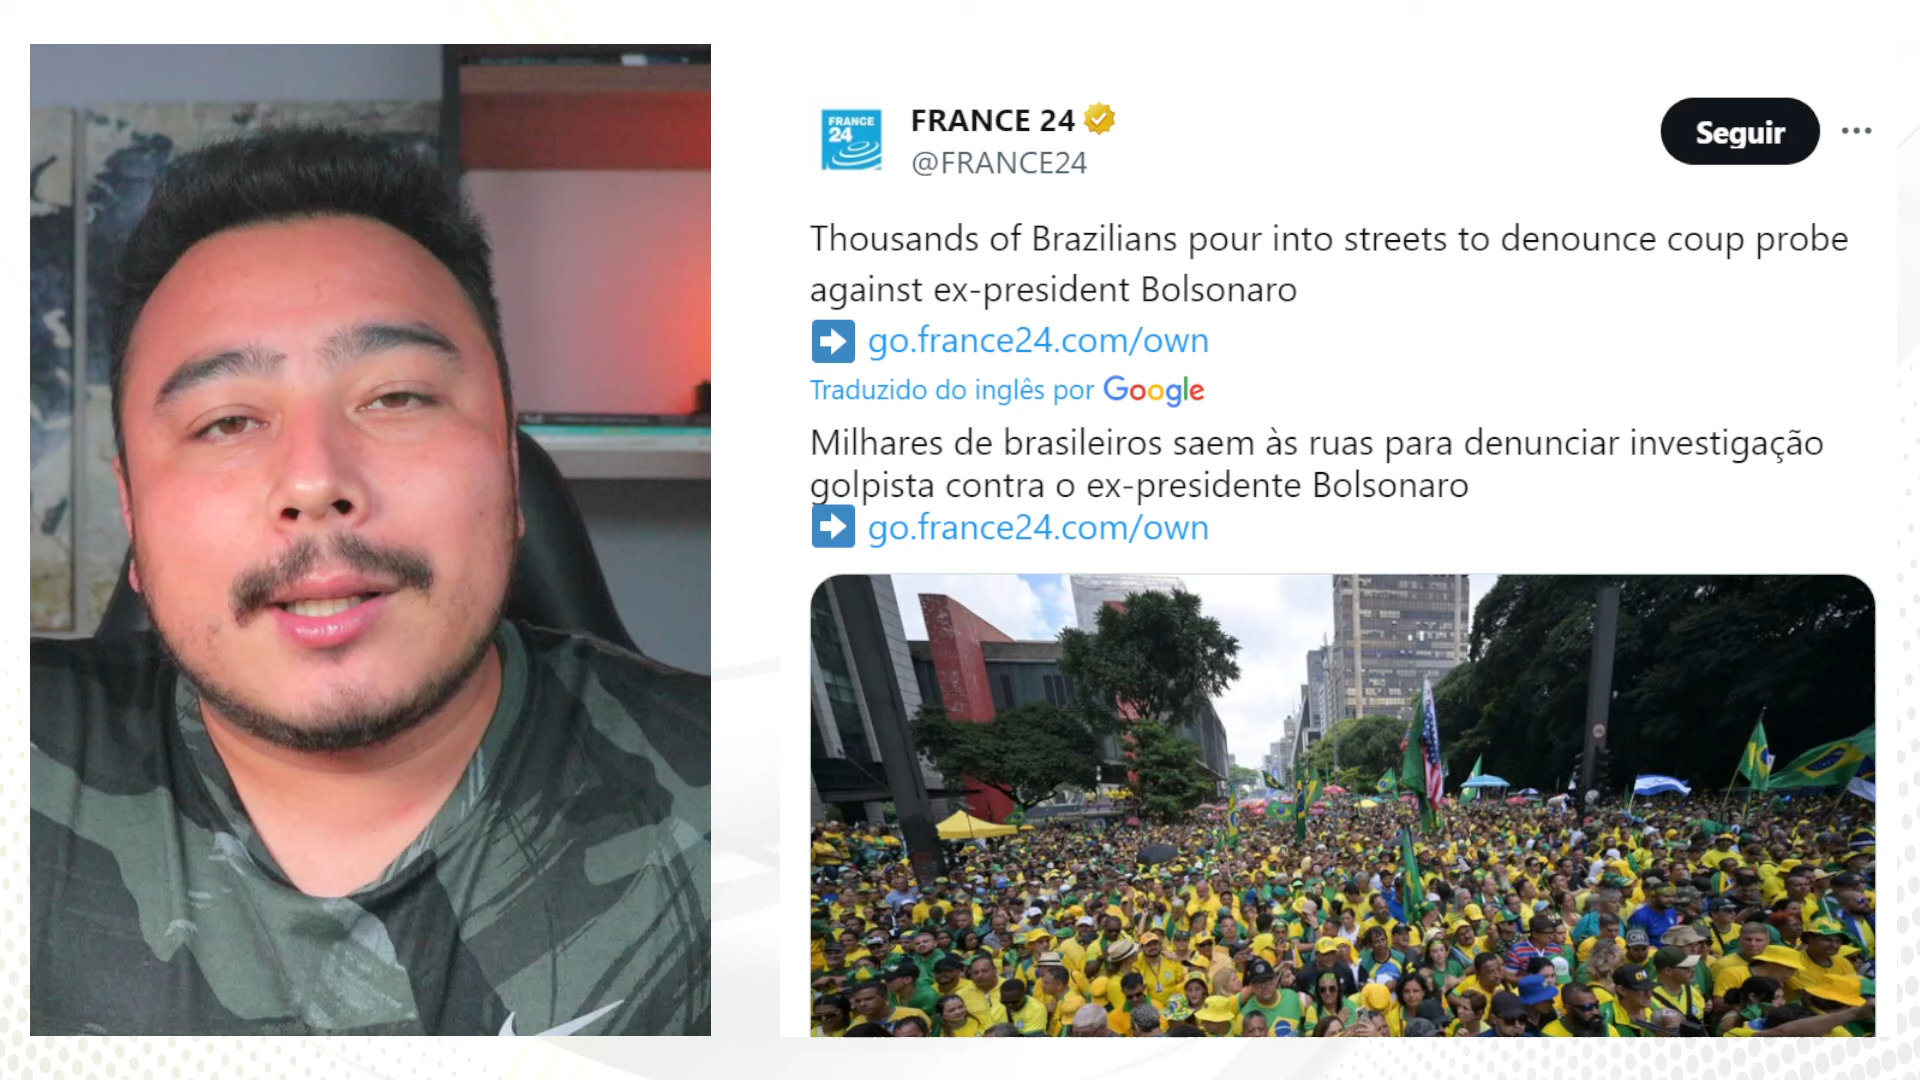 FRANCE
24
FRANCE 24
@FRANCE24
Seguir
Thousands of Brazilians pour into streets to denounce coup probe
against ex-president Bolsonaro
go.france24.com/own
Traduzido do inglês por Google
Milhares de brasileiros saem às ruas para denunciar investigação
golpista contra o ex-presidente Bolsonaro
go.france24.com/own